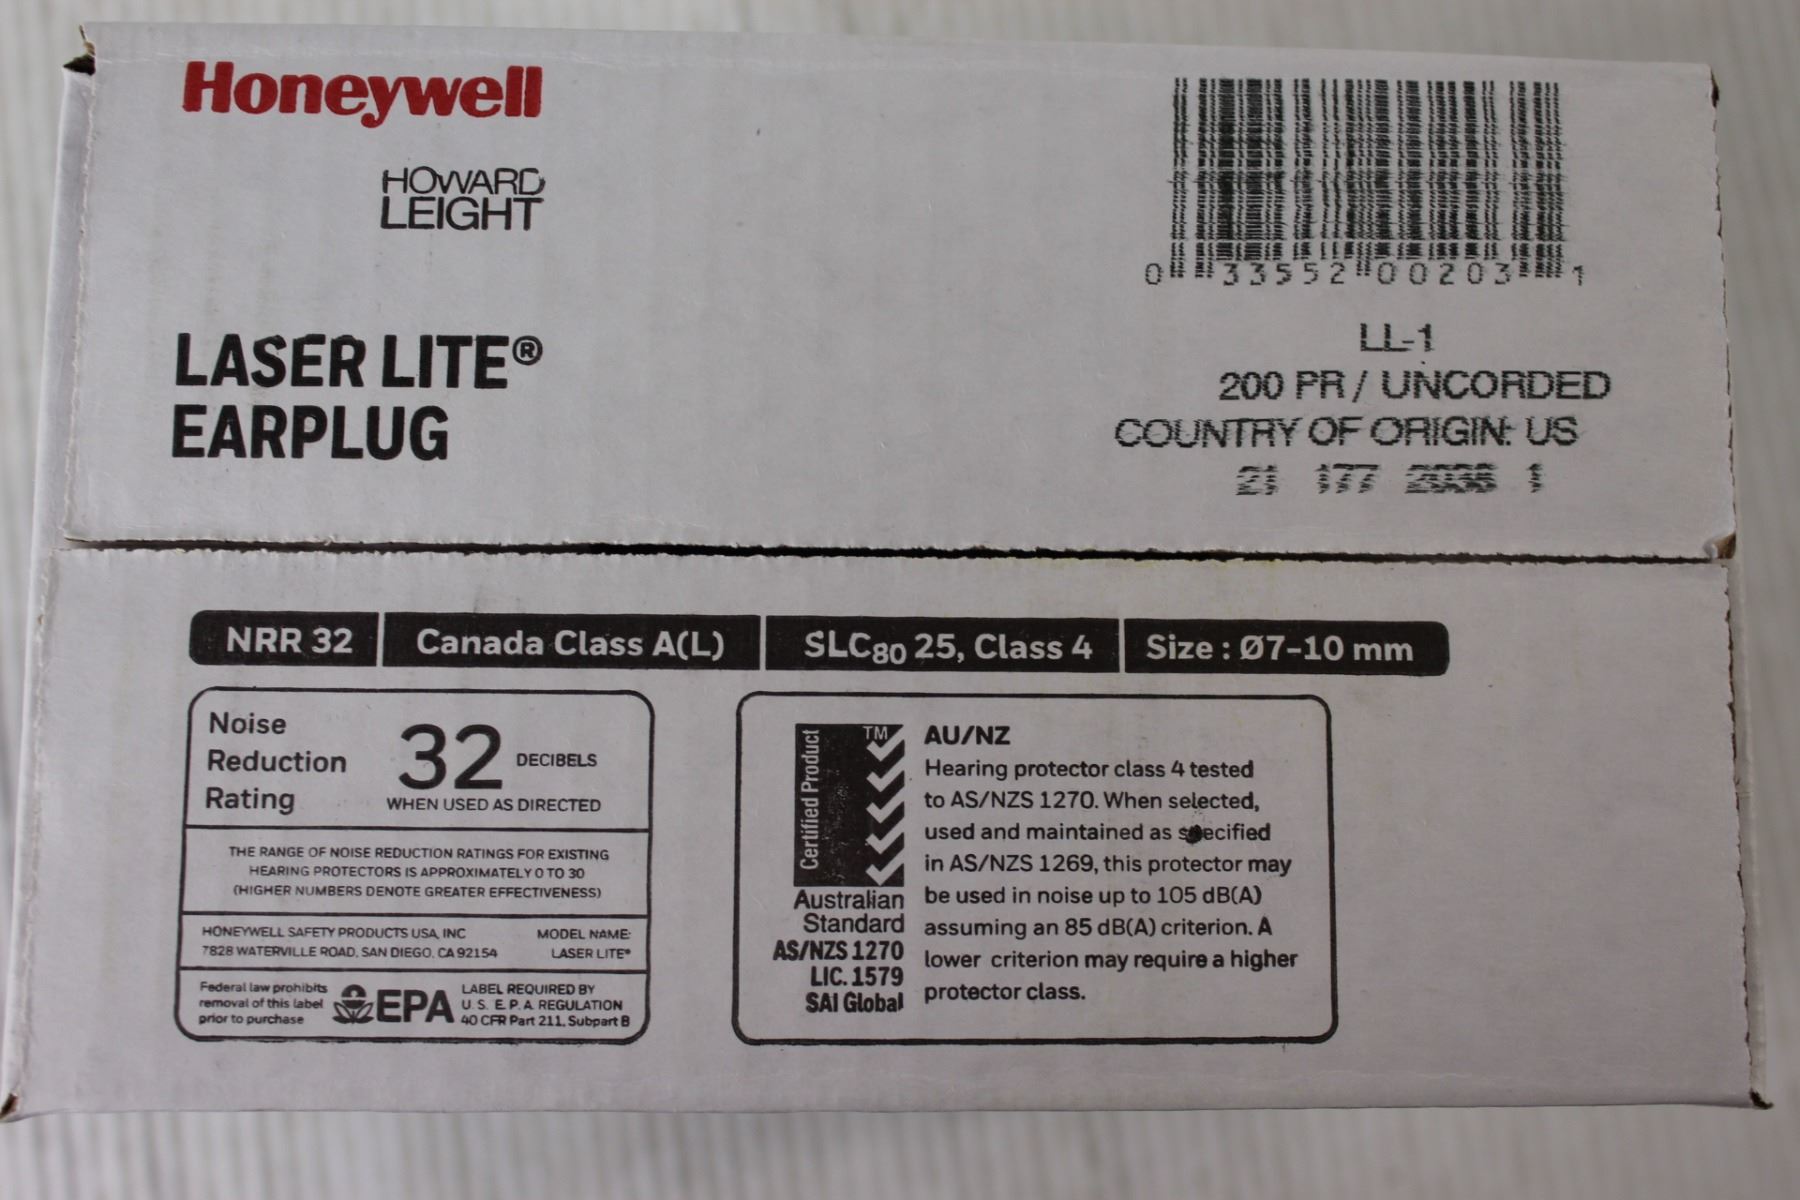 Honeywell
HOWARD
LEIGHT
LASER LITE®
EARPLUG
0 33552 00203 1
LL-1
200 PR / UNCORDED
COUNTRY OF ORIGIN: US
21 177 2036 1
NRR 32
Canada Class A(L)
SLC80 25, Class 4
Size : Ø7-10 mm
Noise
Reduction
Rating
32 DECIBELS
WHEN USED AS DIRECTED
THE RANGE OF NOISE REDUCTION RATINGS FOR EXISTING
HEARING PROTECTORS IS APPROXIMATELY 0 TO 30
(HIGHER NUMBERS DENOTE GREATER EFFECTIVENESS)
HONEYWELL SAFETY PRODUCTS USA, INC
7828 WATERVILLE ROAD, SAN DIEGO, CA 92154
MODEL NAME:
LASER LITE®
Federal law prohibits
removal of this label
prior to purchase
EPA
LABEL REQUIRED BY
U.S. E.P.A. REGULATION
40 CFR Part 211, Subpart B
Certified Product
TM
Australian
Standard
AS/NZS 1270
LIC. 1579
SAI Global
AU/NZ
Hearing protector class 4 tested
to AS/NZS 1270. When selected,
used and maintained as specified
in AS/NZS 1269, this protector may
be used in noise up to 105 dB(A)
assuming an 85 dB(A) criterion. A
lower criterion may require a higher
protector class.